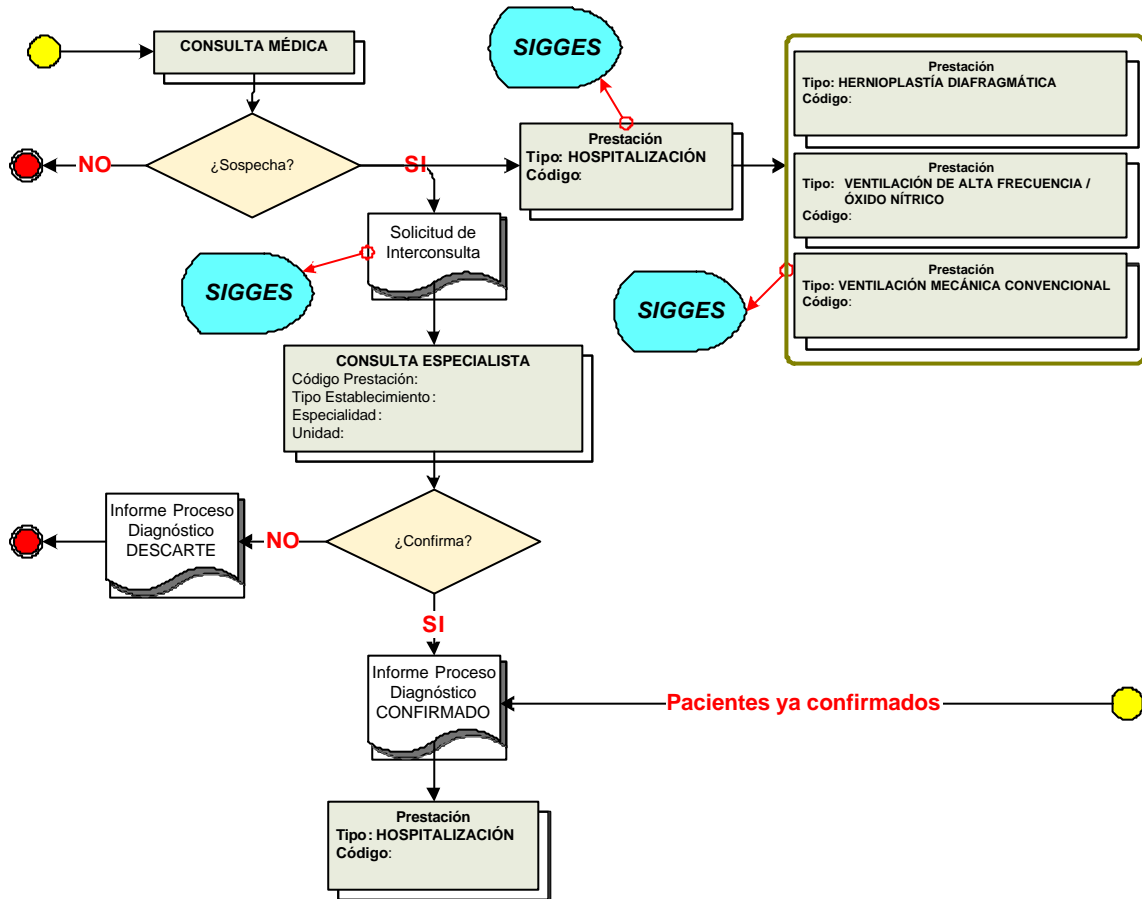 CONSULTA MÉDICA
SIGGES
Prestación
Tipo: HERNIOPLASTÍA DIAFRAGMÁTICA
Código:
NO
¿Sospecha?
SI
Prestación
Tipo: HOSPITALIZACIÓN
Código:
Prestación
Tipo: VENTILACIÓN DE ALTA FRECUENCIA /
ÓXIDO NÍTRICO
Código:
Solicitud de
Interconsulta
SIGGES
SIGGES
Prestación
Tipo: VENTILACIÓN MECÁNICA CONVENCIONAL
Código:
CONSULTA ESPECIALISTA
Código Prestación:
Tipo Establecimiento:
Especialidad:
Unidad:
Informe Proceso
Diagnóstico
DESCARTE
NO
¿Confirma?
SI
Informe Proceso
Diagnóstico
CONFIRMADO
Pacientes ya confirmados
Prestación
Tipo: HOSPITALIZACIÓN
Código: